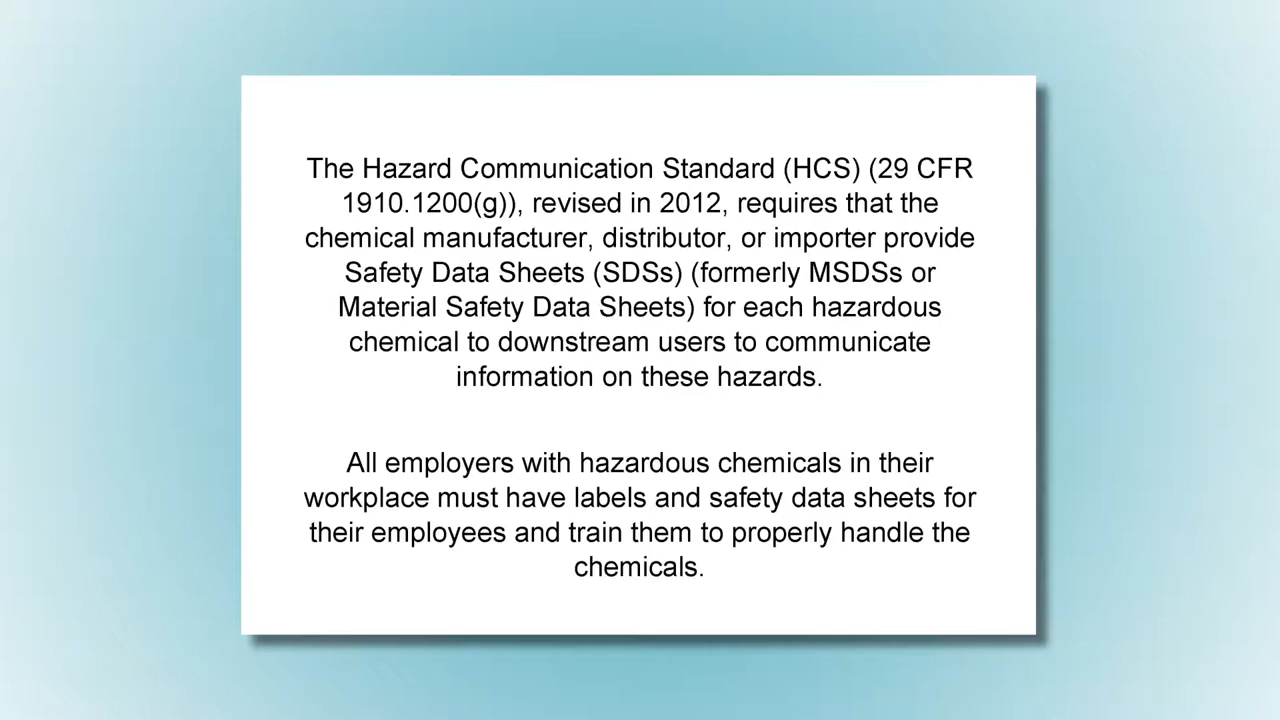 The Hazard Communication Standard (HCS) (29 CFR
1910.1200(g)), revised in 2012, requires that the
chemical manufacturer, distributor, or importer provide
Safety Data Sheets (SDSs) (formerly MSDSs or
Material Safety Data Sheets) for each hazardous
chemical to downstream users to communicate
information on these hazards.
All employers with hazardous chemicals in their
workplace must have labels and safety data sheets for
their employees and train them to properly handle the
chemicals.